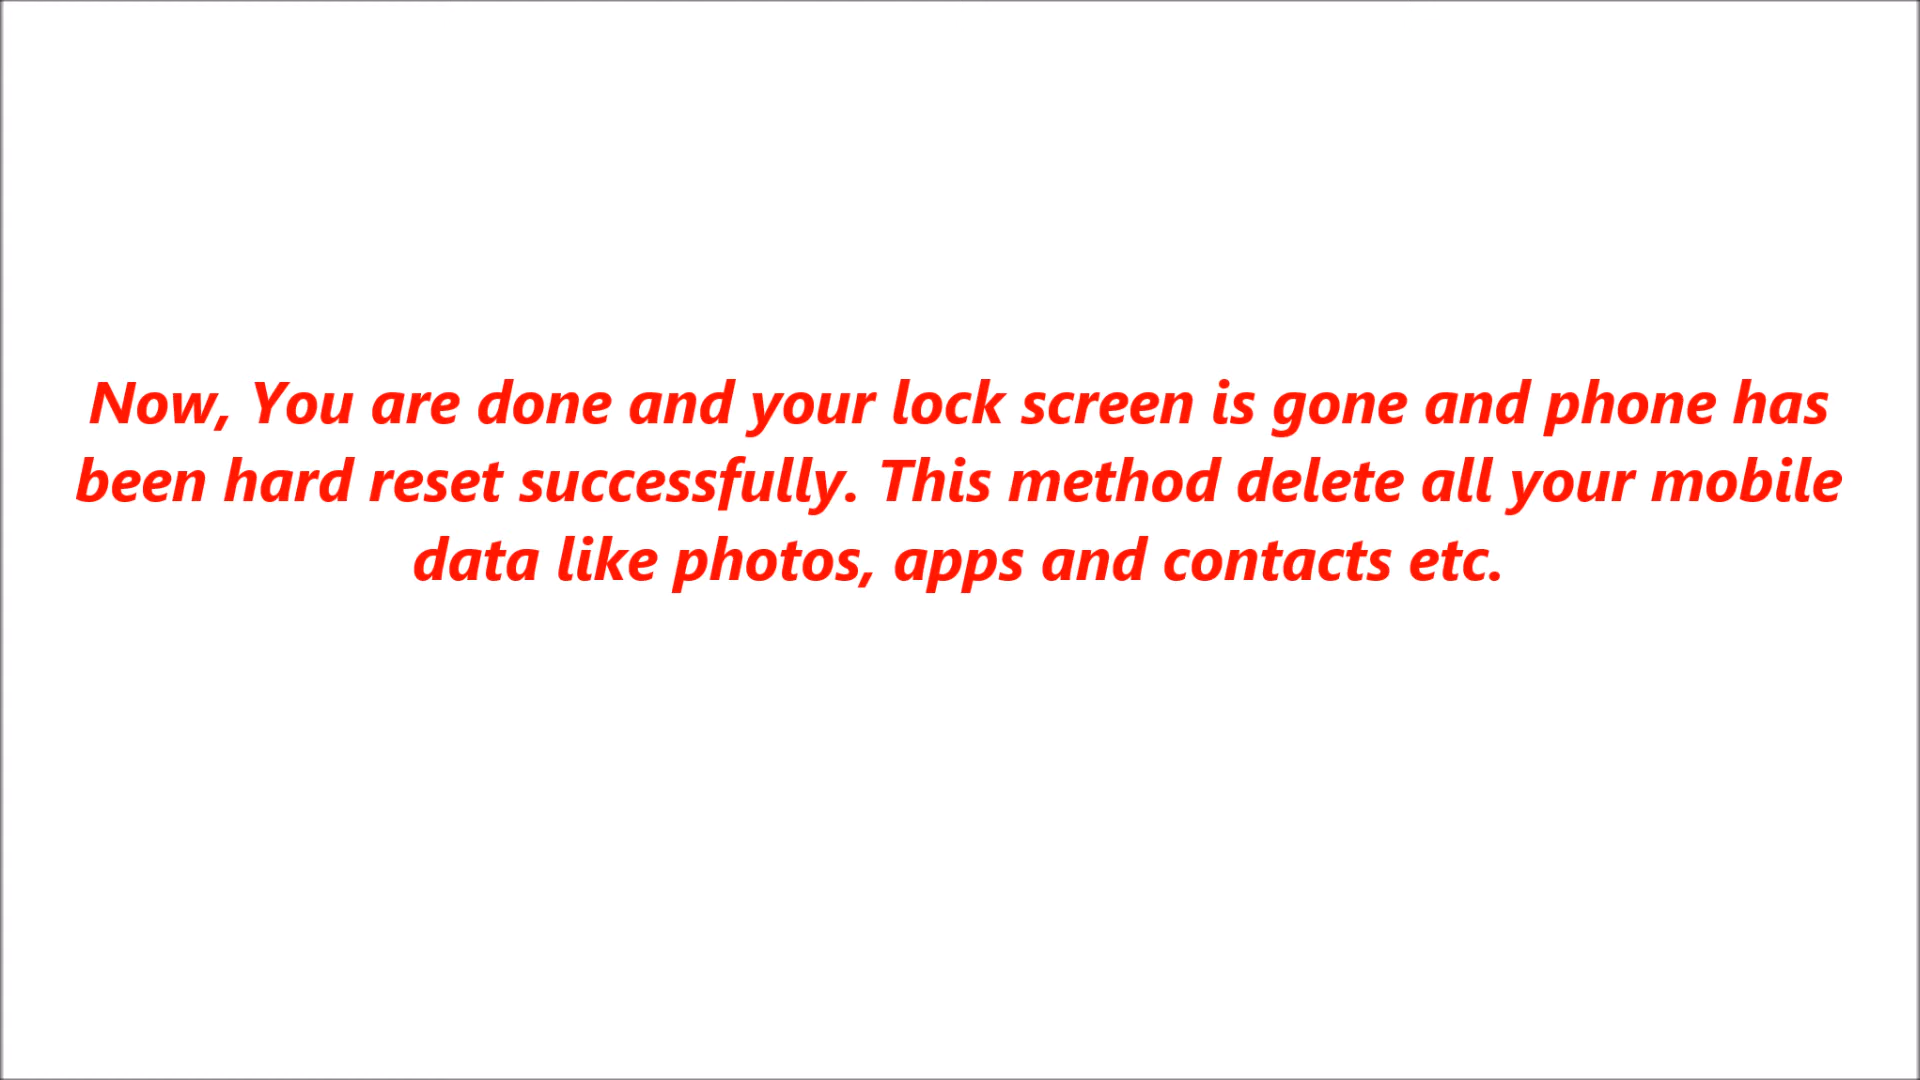 Now, You are done and your lock screen is gone and phone has
been hard reset successfully. This method delete all your mobile
data like photos, apps and contacts etc.